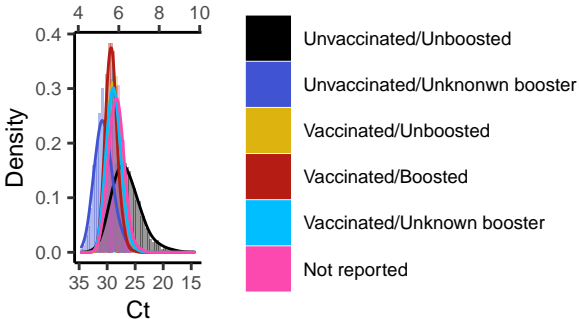 4 6 8 10
0.4
0.3
0.2
0.1
0.0
Density
35 30 25 20 15
Ct
Unvaccinated/Unboosted
Unvaccinated/Unknonwn booster
Vaccinated/Unboosted
Vaccinated/Boosted
Vaccinated/Unknown booster
Not reported